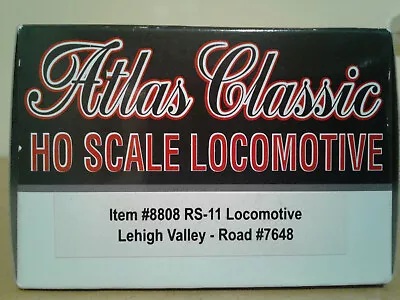 Atlas Classic
HO SCALE LOCOMOTIVE
Item #8808 RS-11 Locomotive
Lehigh Valley - Road #7648